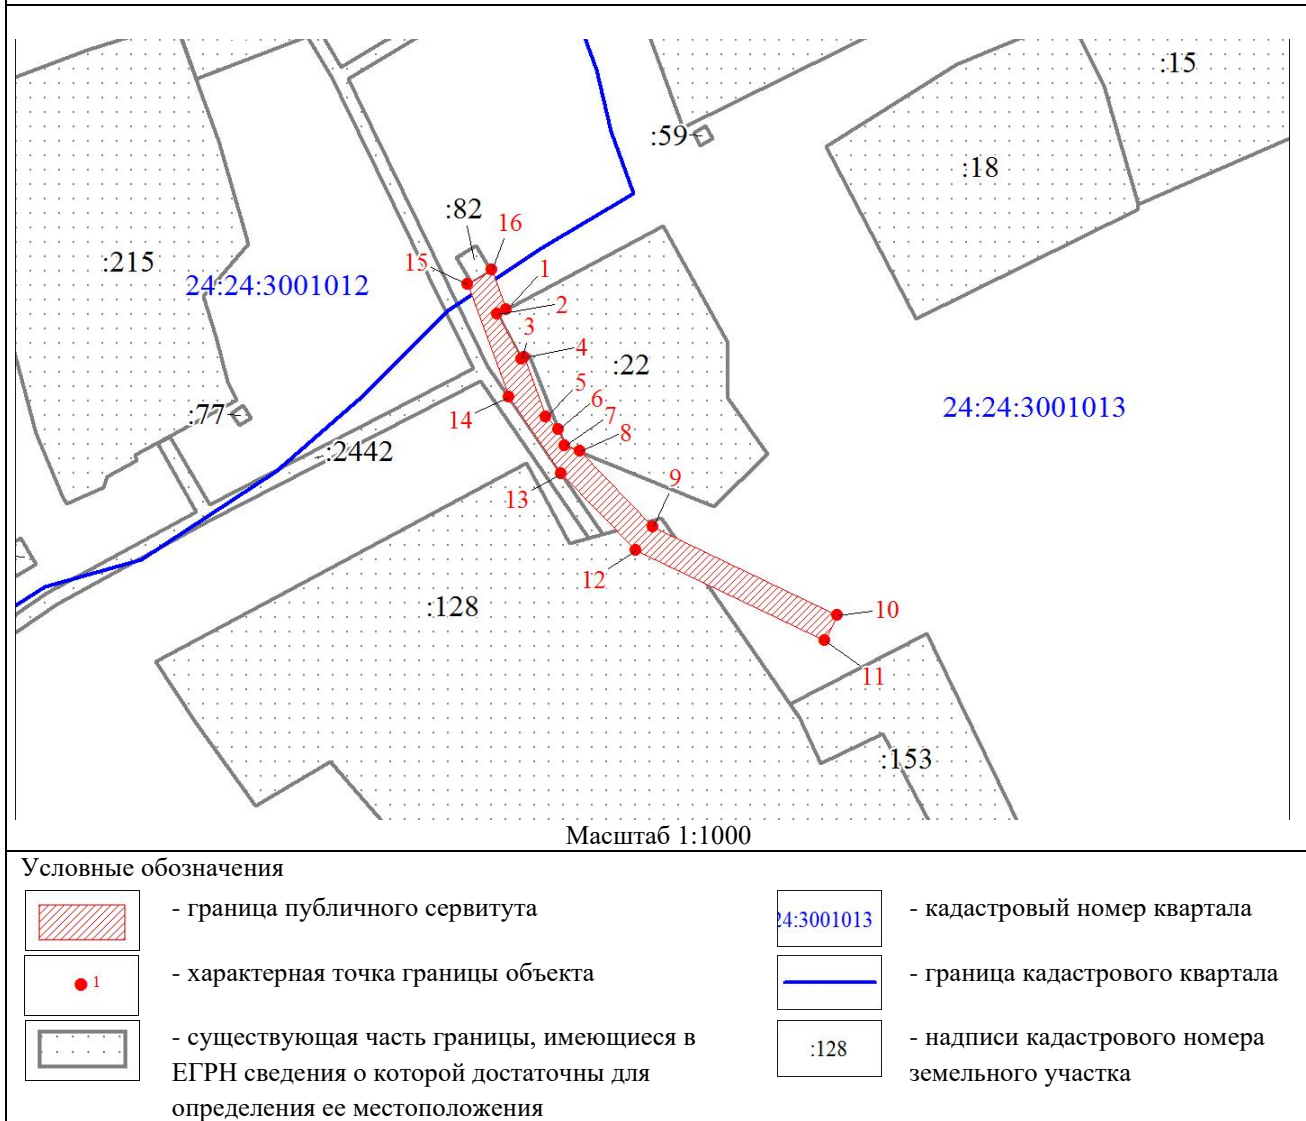 :15
:59
:18
:82
16
:215
15
24:24:3001012
1
2
3
4
:22
5
24:24:3001013
:77
6
14
7
8
:2442
9
13
12
:128
10
11
:153
Масштаб 1:1000
Условные обозначения
- граница публичного сервитута
24:3001013
- кадастровый номер квартала
1
- характерная точка границы объекта
- граница кадастрового квартала
- существующая часть границы, имеющиеся в
ЕГРН сведения о которой достаточны для
определения ее местоположения
:128
- надписи кадастрового номера
земельного участка